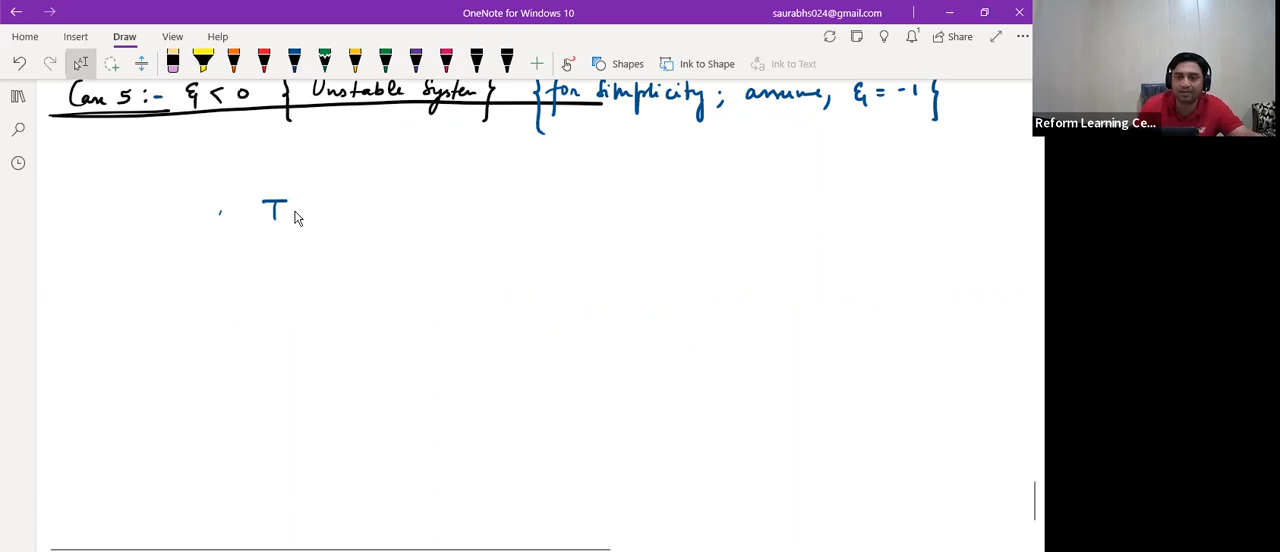 OneNote for Windows 10
saurabhs024@gmail.com
Home Insert Draw View Help
Share
Shapes Ink to Shape Ink to Text
Case 5 :- ξ < 0 { Unstable System } { for Simplicity ; assume, ξ = -1 }
Reform Learning Ce...
T